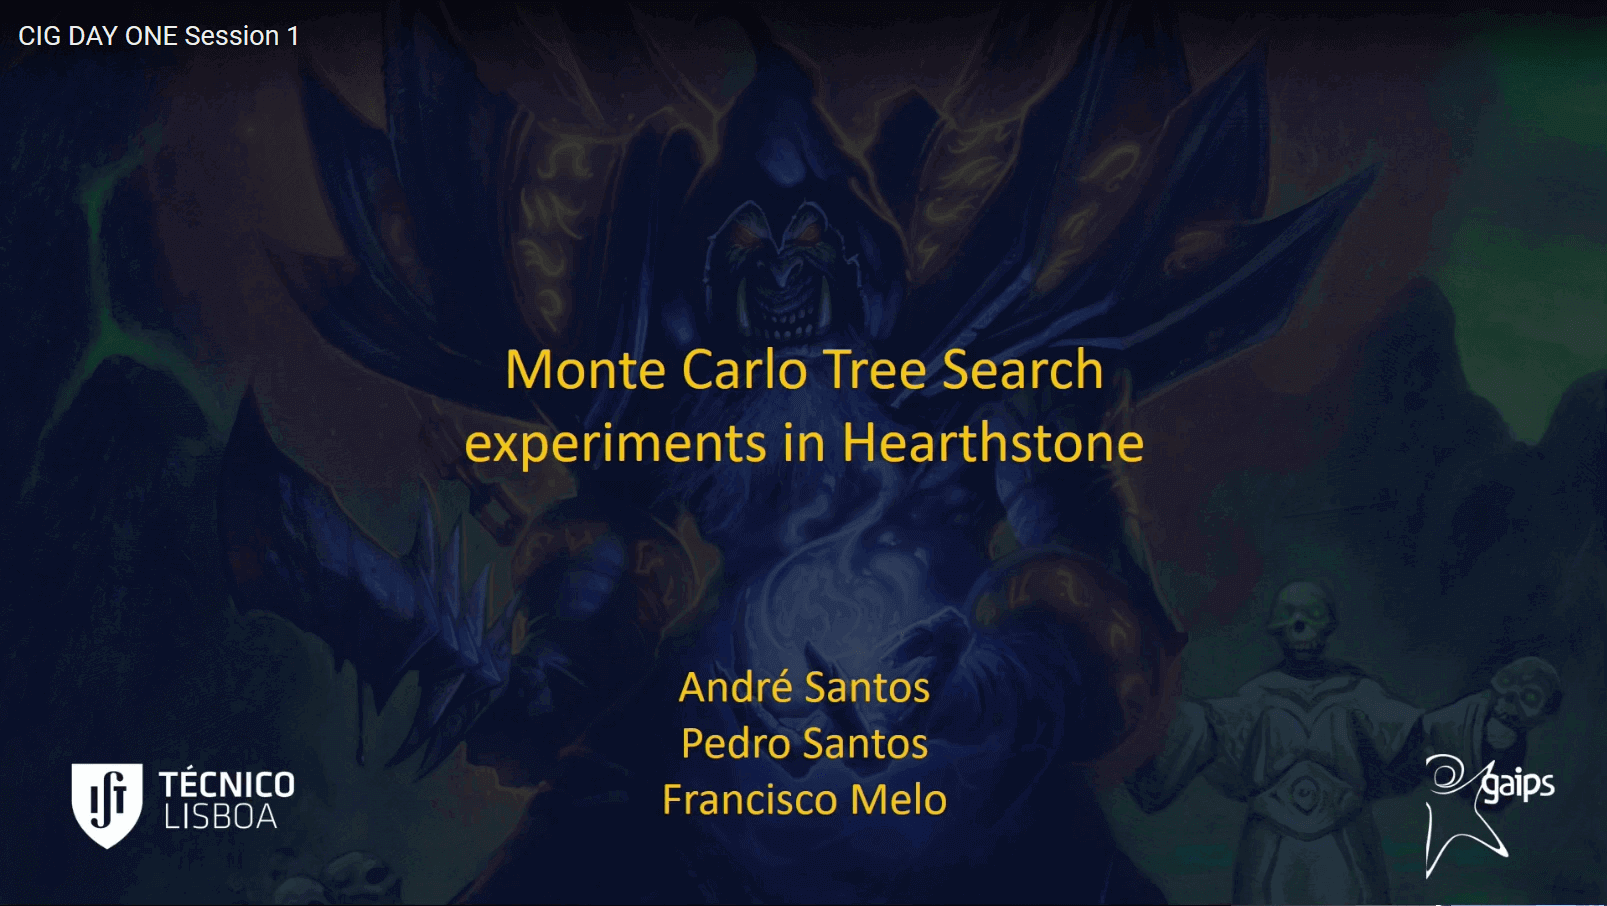 CIG DAY ONE Session 1
Monte Carlo Tree Search
experiments in Hearthstone
André Santos
Pedro Santos
Francisco Melo
IST
TÉCNICO
LISBOA
gaips